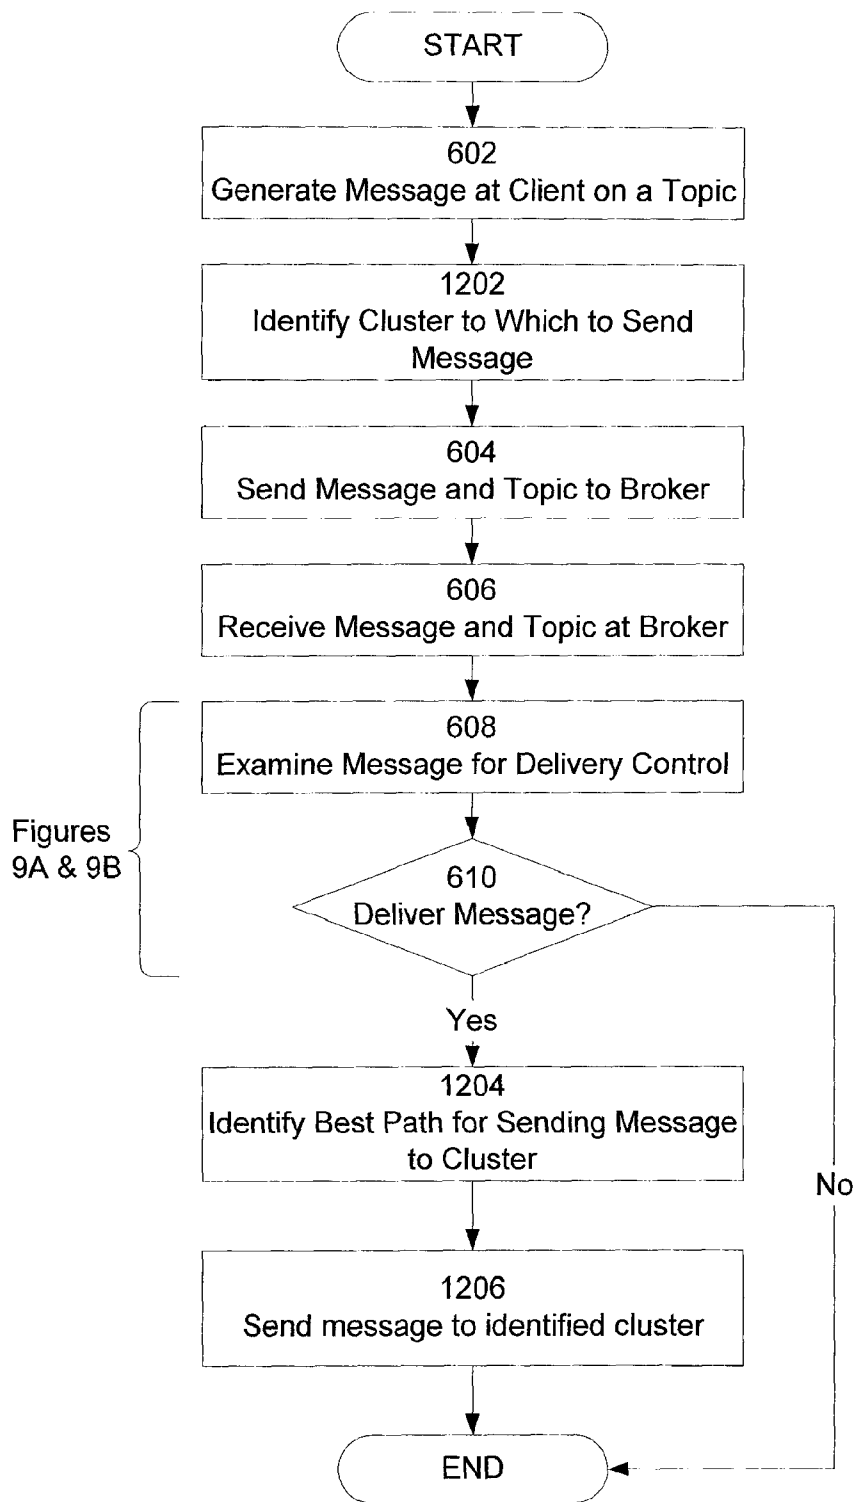 START
602
Generate Message at Client on a Topic
1202
Identify Cluster to Which to Send
Message
604
Send Message and Topic to Broker
606
Receive Message and Topic at Broker
608
Examine Message for Delivery Control
Figures
9A & 9B
610
Deliver Message?
Yes
1204
Identify Best Path for Sending Message
to Cluster
No
1206
Send message to identified cluster
END